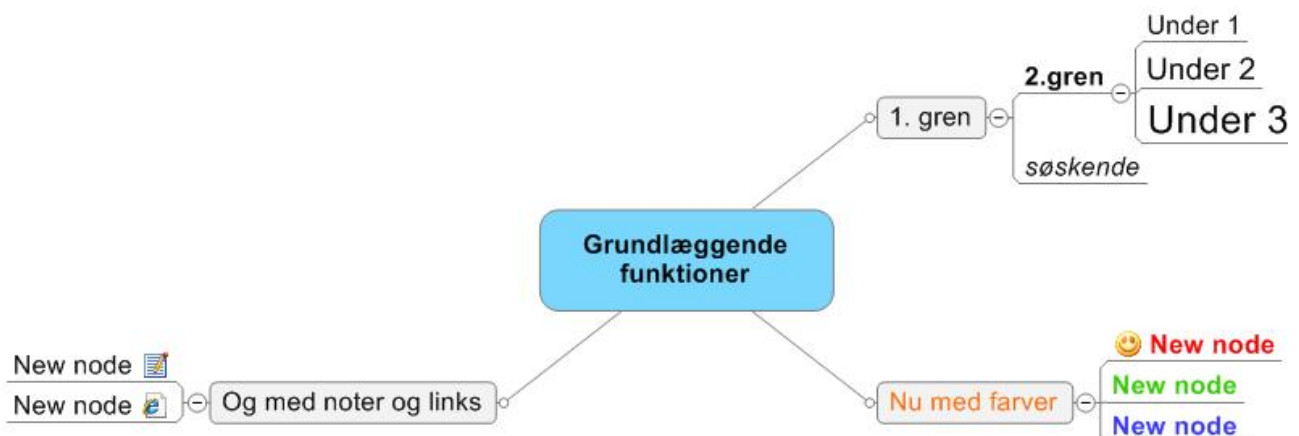 Under 1
2.gren
Under 2
1. gren
Under 3
søskende
Grundlæggende
funktioner
New node
New node
Og med noter og links
Nu med farver
New node
New node
New node